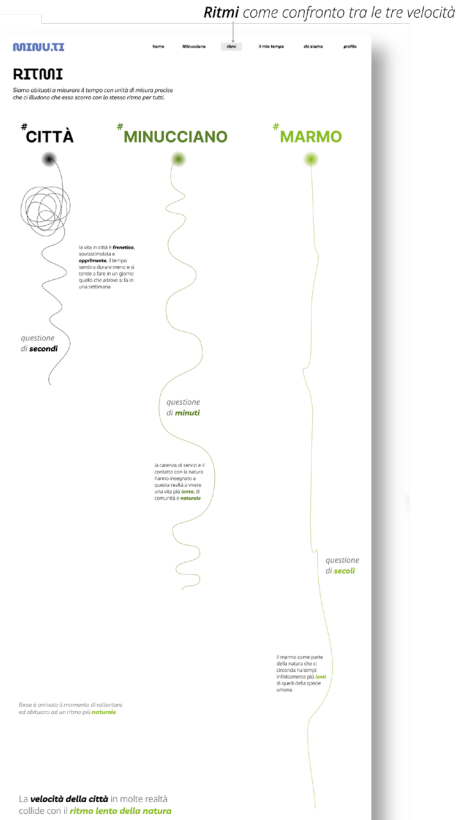 Ritmi come confronto tra le tre velocità
MINU.TI
home Minucciano ritmi il mio tempo chi siamo profilo
RITMI
Siamo abituati a misurare il tempo con unità di misura precise
che ci illudono che esso scorra con lo stesso ritmo per tutti.
#CITTÀ #MINUCCIANO #MARMO
la vita in città è frenetica,
sovrastimolata e
opprimente, il tempo
sembra durare meno e si
tende a fare in un giorno
quello che altrove si fa in
una settimana
questione
di secondi
questione
di minuti
la carenza di servizi e il
contatto con la natura
hanno insegnato a
questa realtà a vivere
una vita più lenta, di
comunità e naturale
questione
di secoli
il marmo come parte
della natura che ci
circonda ha tempi
infinitamente più lenti
di quelli della specie
umana.
forse è arrivato il momento di rallentare
ed abituarci ad un ritmo più naturale
La velocità della città in molte realtà
collide con il ritmo lento della natura